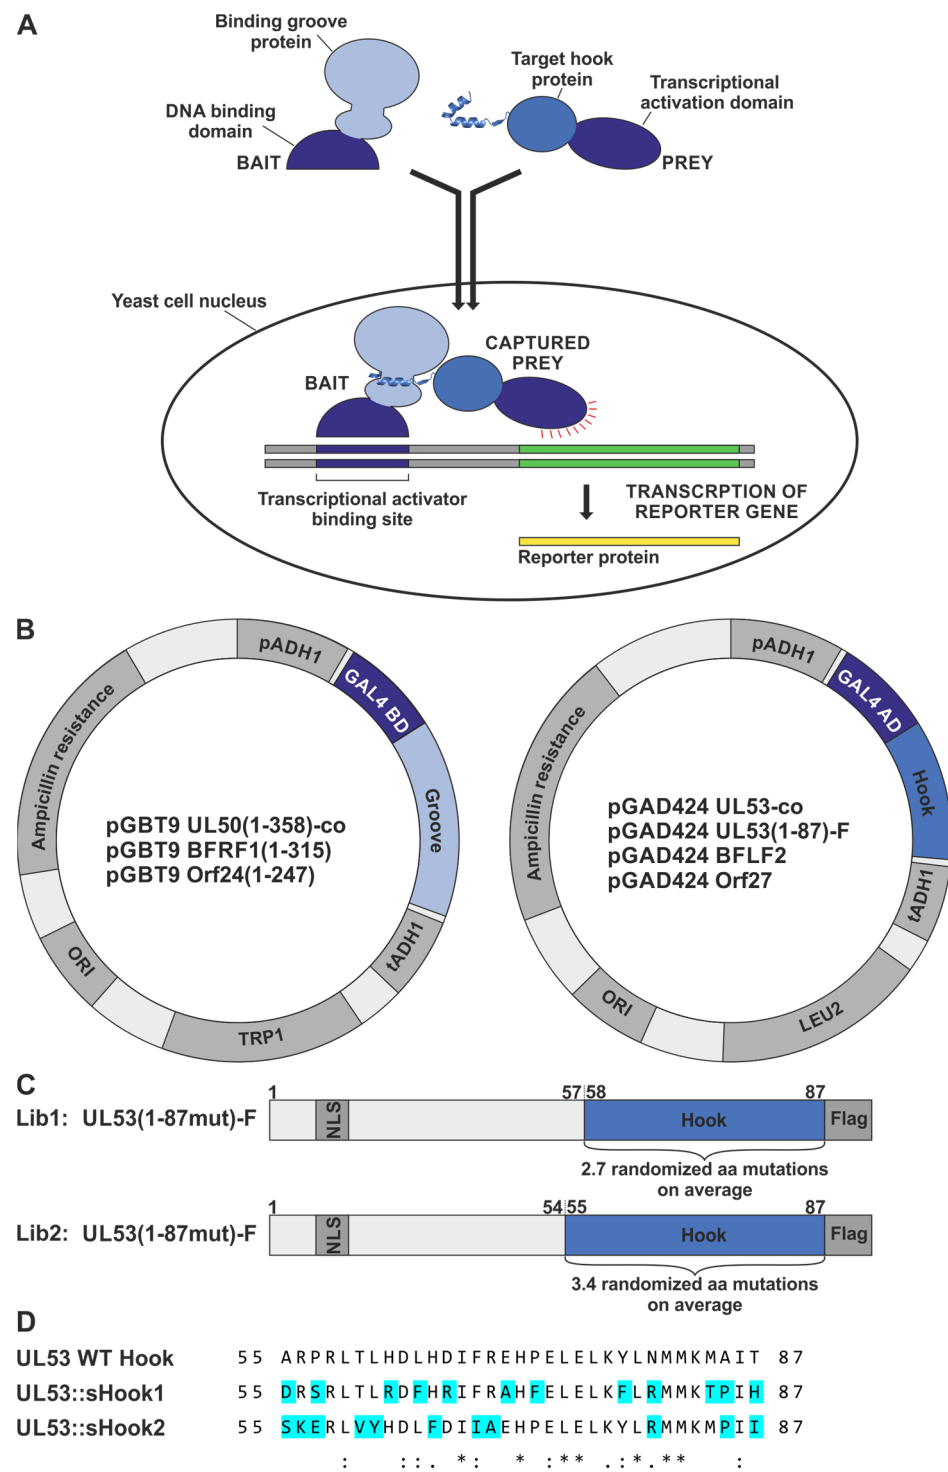 A
Binding groove
protein
Target hook
protein
Transcriptional
activation domain
DNA binding
domain
BAIT
PREY
Yeast cell nucleus
CAPTURED
PREY
BAIT
Transcriptional activator
binding site
TRANSCRPTION OF
REPORTER GENE
Reporter protein
B
pADH1
GAL4 BD
Groove
tADH1
TRP1
ORI
Ampicillin resistance
pGBT9 UL50(1-358)-co
pGBT9 BFRF1(1-315)
pGBT9 Orf24(1-247)
pADH1
GAL4 AD
Hook
tADH1
LEU2
ORI
Ampicillin resistance
pGAD424 UL53-co
pGAD424 UL53(1-87)-F
pGAD424 BFLF2
pGAD424 Orf27
C
1 57 58 87
Lib1: UL53(1-87mut)-F NLS Hook Flag
2.7 randomized aa mutations
on average
1 54 55 87
Lib2: UL53(1-87mut)-F NLS Hook Flag
3.4 randomized aa mutations
on average
D
UL53 WT Hook 55 ARPRLTLHDLHDIFREHPELELKYLNMMKMAIT 87
UL53::sHook1 55 DRSRLTLRDFHRIFRAHFELELKFLRMMKTPIH 87
UL53::sHook2 55 SKERLVYHDLFDIIAEHPELELKYLRMMKMPII 87
: ::. *: * :** .:*.** :